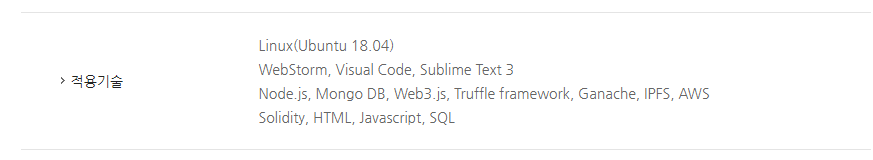 Linux(Ubuntu 18.04)
WebStorm, Visual Code, Sublime Text 3
› 적용기술
Node.js, Mongo DB, Web3.js, Truffle framework, Ganache, IPFS, AWS
Solidity, HTML, Javascript, SQL